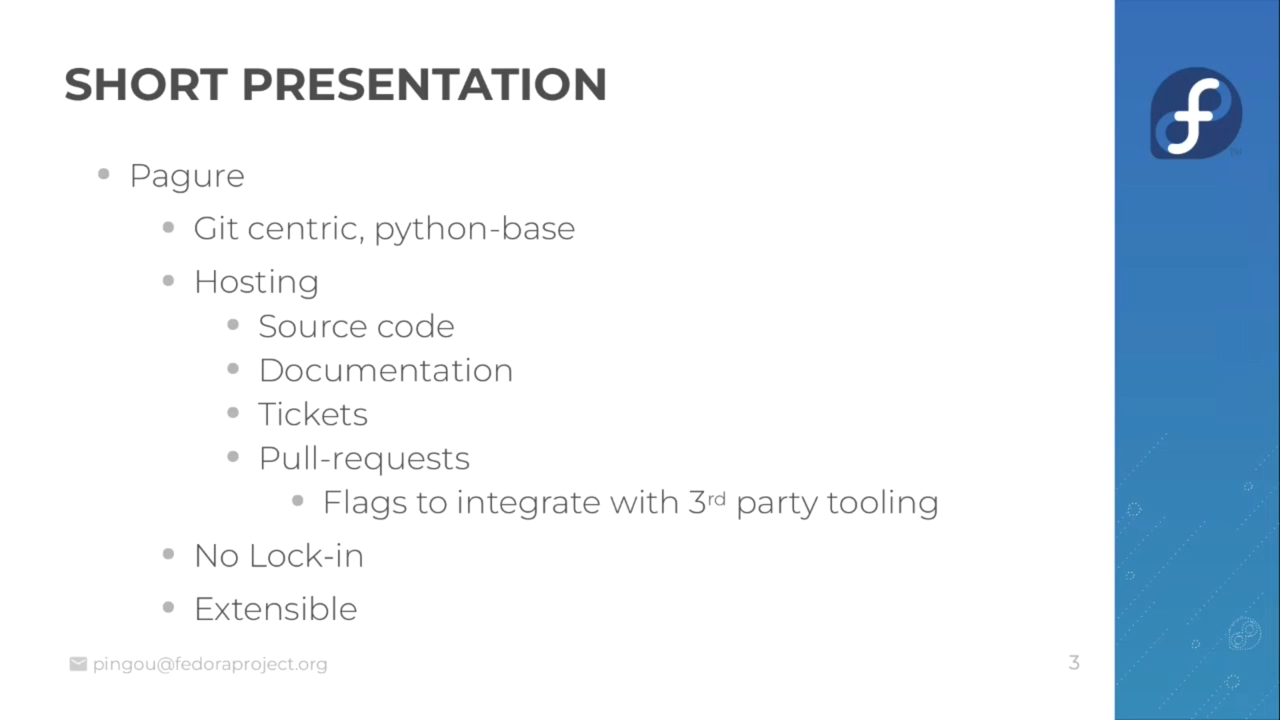 SHORT PRESENTATION
Pagure
Git centric, python-base
Hosting
Source code
Documentation
Tickets
Pull-requests
Flags to integrate with 3rd party tooling
No Lock-in
Extensible
pingou@fedoraproject.org
3